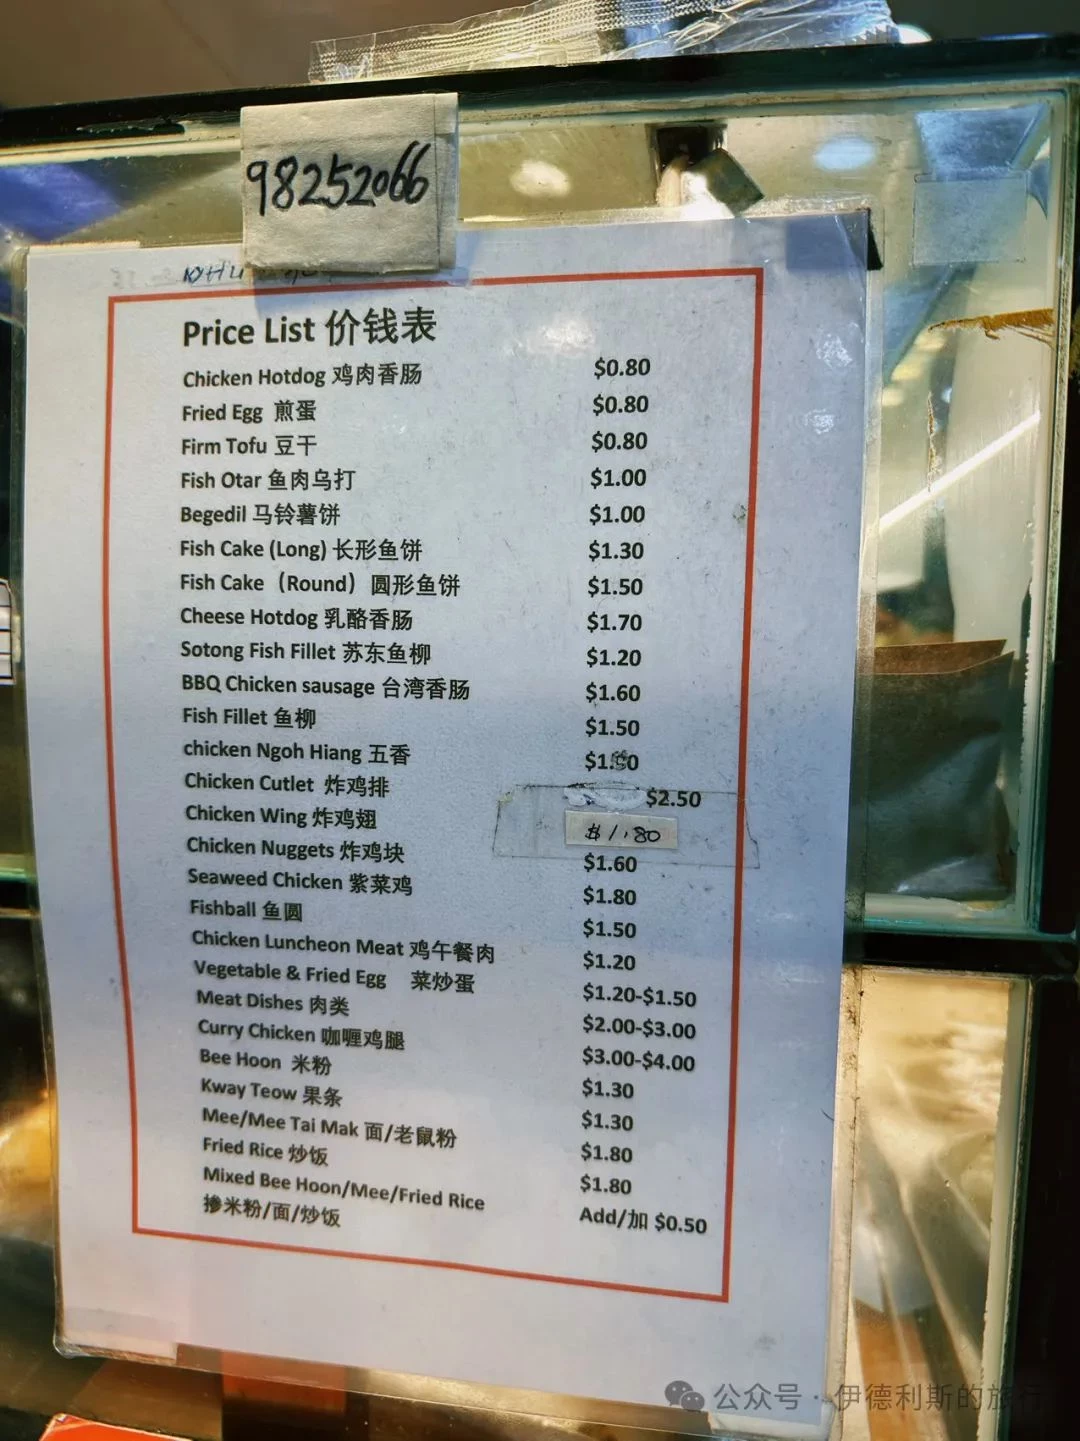 98252066
Price List 价钱表
Chicken Hotdog 鸡肉香肠 $0.80
Fried Egg 煎蛋 $0.80
Firm Tofu 豆干 $0.80
Fish Otar 鱼肉乌打 $1.00
Begedil 马铃薯饼 $1.00
Fish Cake (Long) 长形鱼饼 $1.30
Fish Cake（Round）圆形鱼饼 $1.50
Cheese Hotdog 乳酪香肠 $1.70
Sotong Fish Fillet 苏东鱼柳 $1.20
BBQ Chicken sausage 台湾香肠 $1.60
Fish Fillet 鱼柳 $1.50
chicken Ngoh Hiang 五香
Chicken Cutlet 炸鸡排 $2.50
Chicken Wing 炸鸡翅 $1.80
Chicken Nuggets 炸鸡块 $1.60
Seaweed Chicken 紫菜鸡 $1.80
Fishball 鱼圆 $1.50
Chicken Luncheon Meat 鸡午餐肉 $1.20
Vegetable & Fried Egg 菜炒蛋 $1.20-$1.50
Meat Dishes 肉类 $2.00-$3.00
Curry Chicken 咖喱鸡腿 $3.00-$4.00
Bee Hoon 米粉 $1.30
Kway Teow 果条 $1.30
Mee/Mee Tai Mak 面/老鼠粉 $1.80
Fried Rice 炒饭 $1.80
Mixed Bee Hoon/Mee/Fried Rice
掺米粉/面/炒饭 Add/加 $0.50
公众号·伊德利斯的旅行